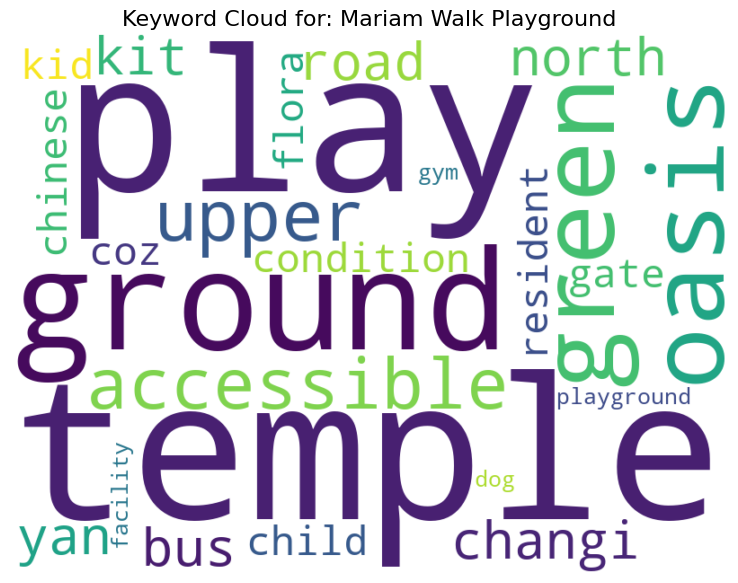 Keyword Cloud for: Mariam Walk Playground
kid
kit
flora
road
north
play
chinese
gym
green
oasis
upper
coz
condition
resident
gate
ground
accessible
playground
temple
facility
dog
yan
bus
child
changi